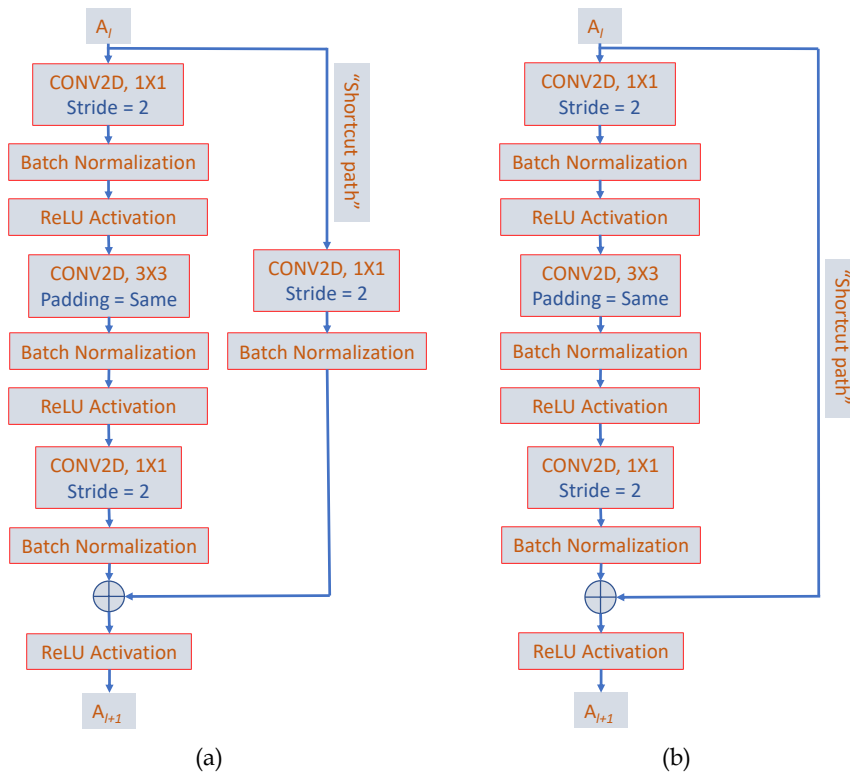 A_l
CONV2D, 1X1
Stride = 2
Batch Normalization
ReLU Activation
CONV2D, 3X3
Padding = Same
Batch Normalization
ReLU Activation
CONV2D, 1X1
Stride = 2
Batch Normalization
ReLU Activation
A_{l+1}
“Shortcut path”
CONV2D, 1X1
Stride = 2
Batch Normalization
(a)
A_l
CONV2D, 1X1
Stride = 2
Batch Normalization
ReLU Activation
CONV2D, 3X3
Padding = Same
Batch Normalization
ReLU Activation
CONV2D, 1X1
Stride = 2
Batch Normalization
ReLU Activation
A_{l+1}
“Shortcut path”
(b)